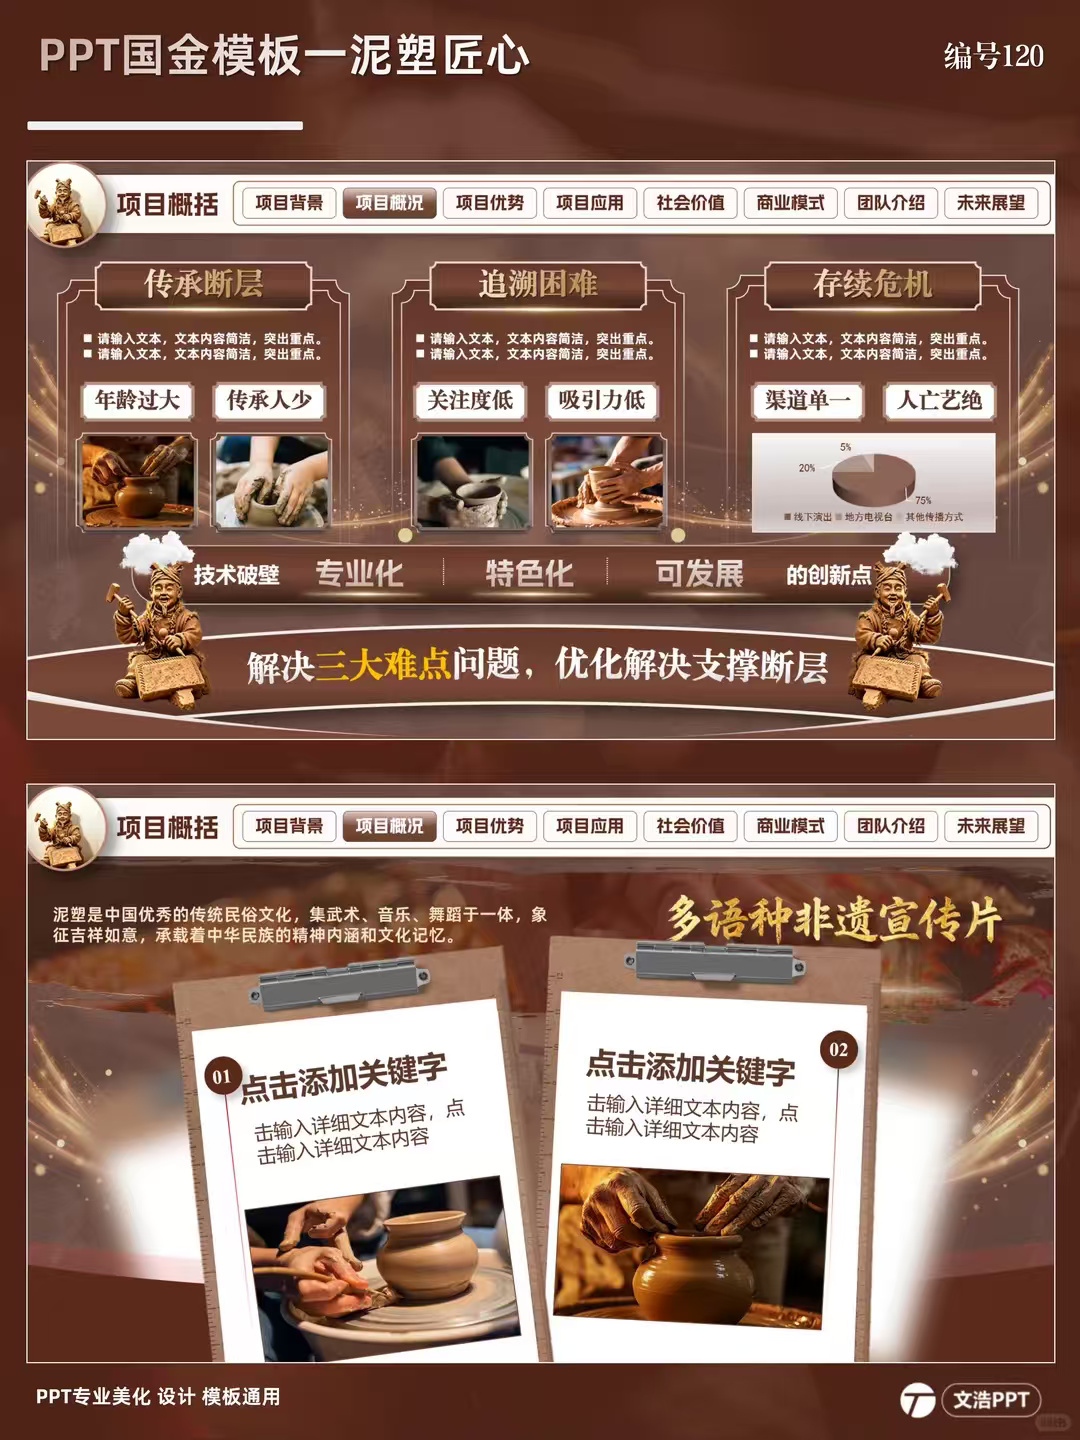 PPT国金模板一泥塑匠心
编号120
项目概括
项目背景 项目概况 项目优势 项目应用 社会价值 商业模式 团队介绍 未来展望
传承断层
■ 请输入文本，文本内容简洁，突出重点。
■ 请输入文本，文本内容简洁，突出重点。
年龄过大 传承人少
追溯困难
■ 请输入文本，文本内容简洁，突出重点。
■ 请输入文本，文本内容简洁，突出重点。
关注度低 吸引力低
存续危机
■ 请输入文本，文本内容简洁，突出重点。
■ 请输入文本，文本内容简洁，突出重点。
渠道单一 人亡艺绝
5%
20%
75%
■ 线下演出 ■ 地方电视台 ■ 其他传播方式
技术破壁 专业化 特色化 可发展 的创新点
解决三大难点问题，优化解决支撑断层
项目概括
项目背景 项目概况 项目优势 项目应用 社会价值 商业模式 团队介绍 未来展望
泥塑是中国优秀的传统民俗文化，集武术、音乐、舞蹈于一体，象
征吉祥如意，承载着中华民族的精神内涵和文化记忆。
多语种非遗宣传片
01
点击添加关键字
击输入详细文本内容，点
击输入详细文本内容
02
点击添加关键字
击输入详细文本内容，点
击输入详细文本内容
PPT专业美化 设计 模板通用
文浩PPT